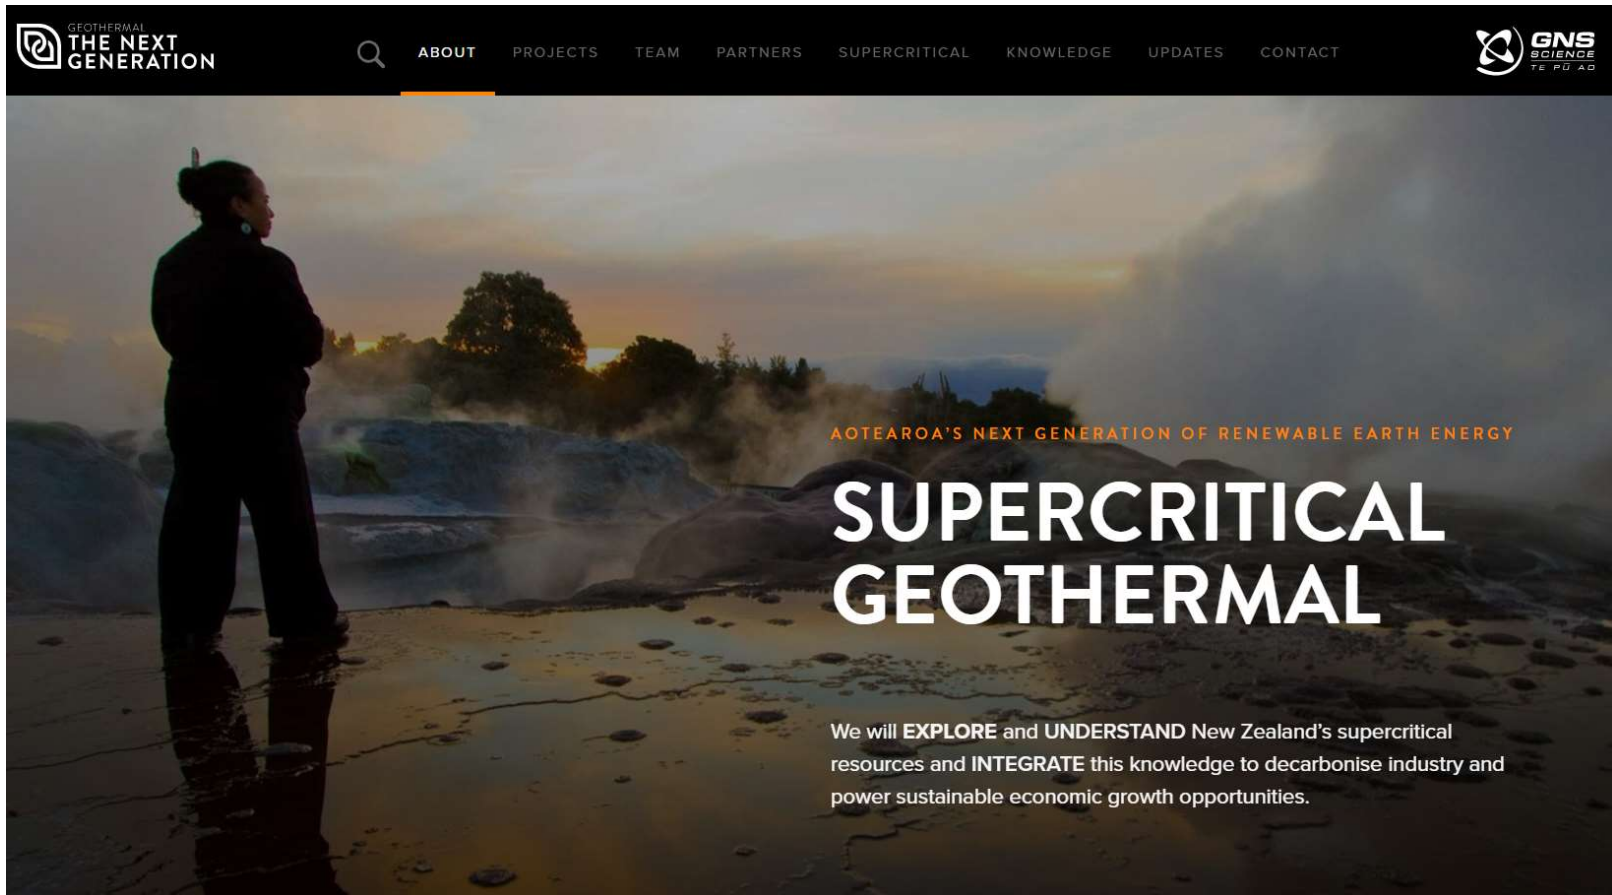 GEOTHERMAL
THE NEXT
GENERATION
ABOUT PROJECTS TEAM PARTNERS SUPERCRITICAL KNOWLEDGE UPDATES CONTACT
GNS
SCIENCE
TE PŪ AO
AOTEAROA'S NEXT GENERATION OF RENEWABLE EARTH ENERGY
SUPERCRITICAL
GEOTHERMAL
We will EXPLORE and UNDERSTAND New Zealand's supercritical
resources and INTEGRATE this knowledge to decarbonise industry and
power sustainable economic growth opportunities.